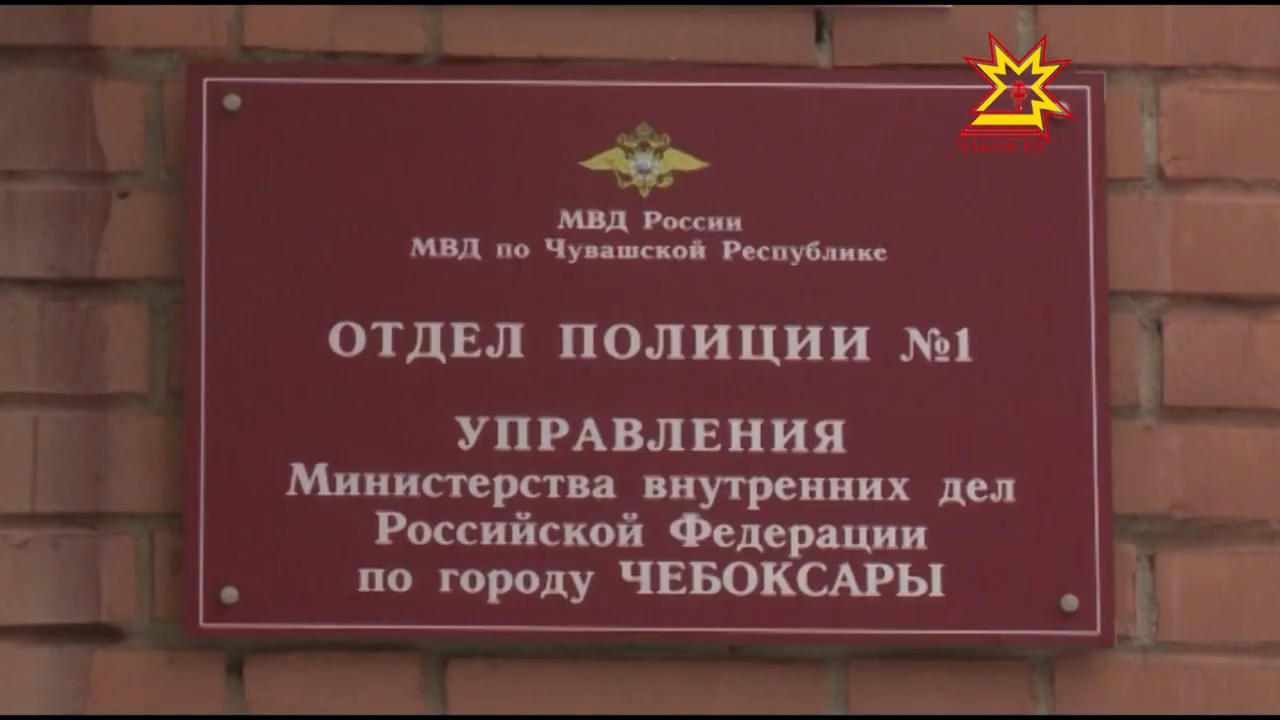 МВД России
МВД по Чувашской Республике
ОТДЕЛ ПОЛИЦИИ №1
УПРАВЛЕНИЯ
Министерства внутренних дел
Российской Федерации
по городу ЧЕБОКСАРЫ